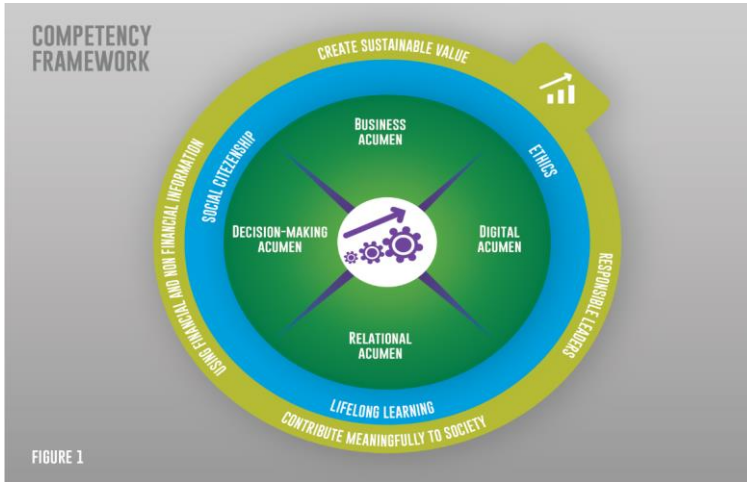 COMPETENCY
FRAMEWORK
CREATE SUSTAINABLE VALUE
BUSINESS
ACUMEN
ETHICS
SOCIAL CITEZENSHIP
USING FINANCIAL AND NON FINANCIAL INFORMATION
DECISION-MAKING
ACUMEN
DIGITAL
ACUMEN
RESPONSIBLE LEADERS
RELATIONAL
ACUMEN
LIFELONG LEARNING
CONTRIBUTE MEANINGFULLY TO SOCIETY
FIGURE 1